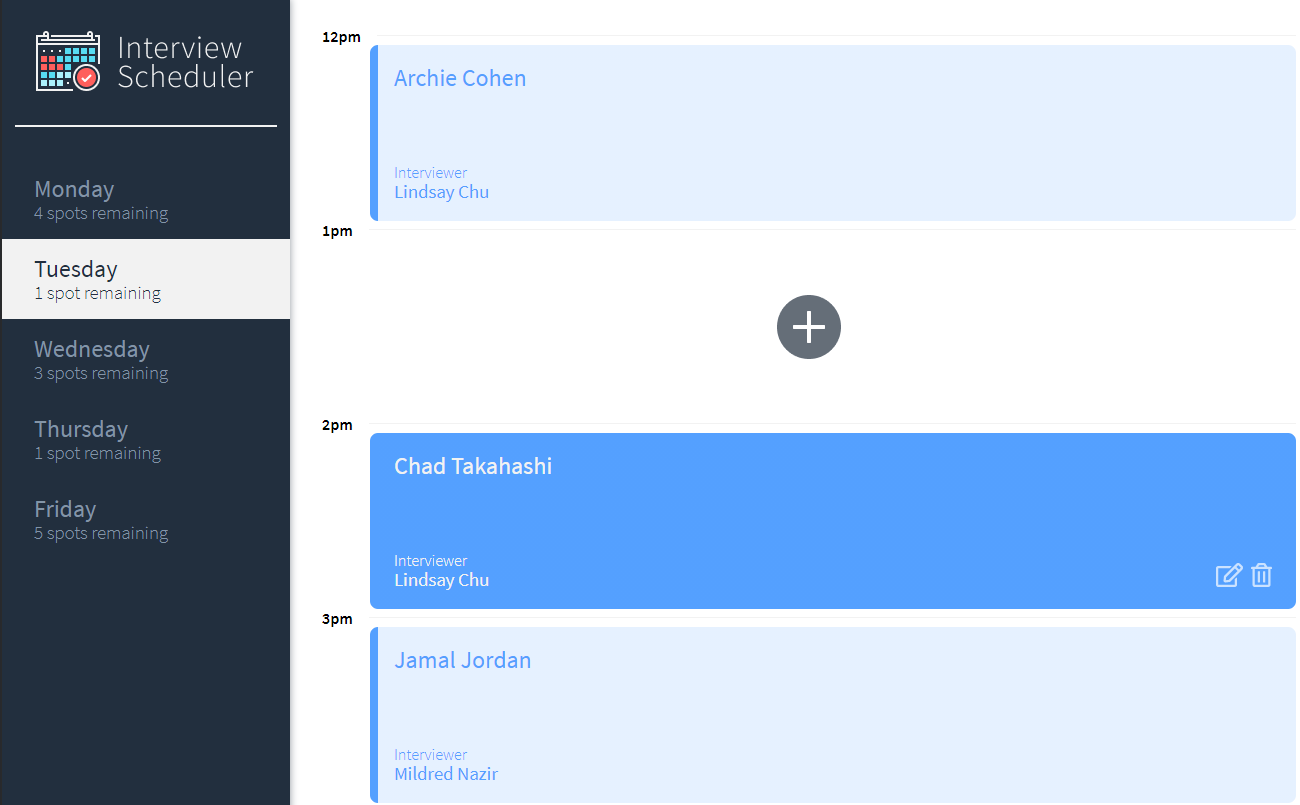 Interview
Scheduler
Monday
4 spots remaining
Tuesday
1 spot remaining
Wednesday
3 spots remaining
Thursday
1 spot remaining
Friday
5 spots remaining
12pm
Archie Cohen
Interviewer
Lindsay Chu
1pm
2pm
Chad Takahashi
Interviewer
Lindsay Chu
3pm
Jamal Jordan
Interviewer
Mildred Nazir